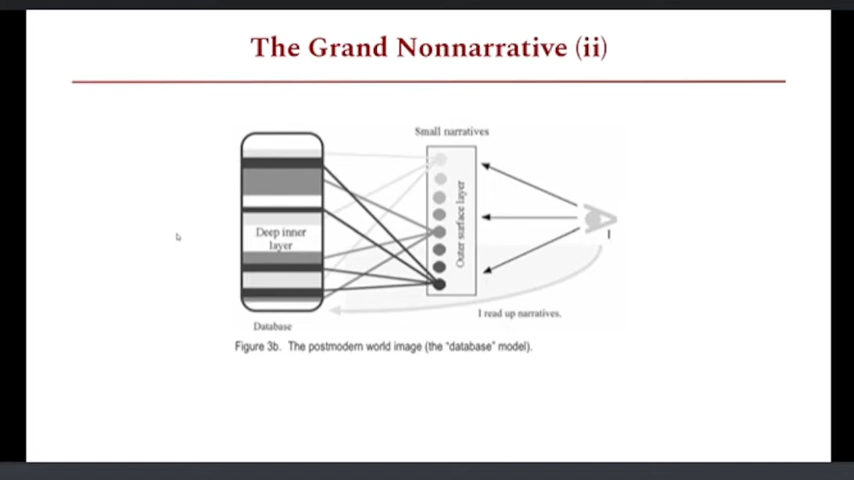 The Grand Nonnarrative (ii)
Small narratives
Deep inner
layer
Outer surface layer
I
I read up narratives.
Database
Figure 3b. The postmodern world image (the "database" model).